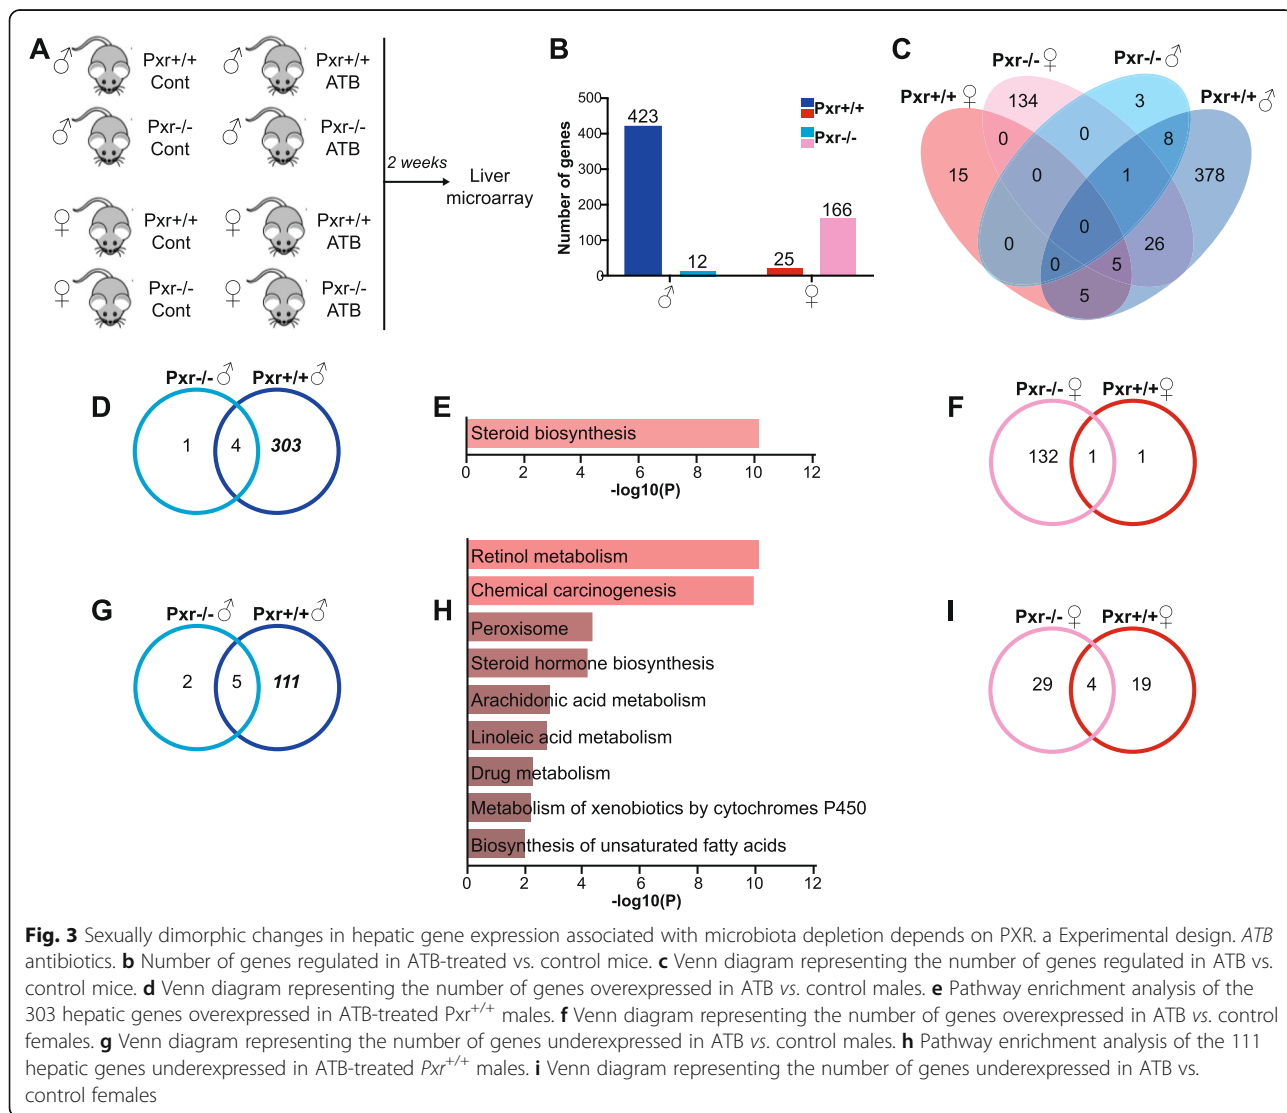 A
♂ Pxr+/+ Cont
♂ Pxr+/+ ATB
♂ Pxr-/- Cont
♂ Pxr-/- ATB
♀ Pxr+/+ Cont
♀ Pxr+/+ ATB
♀ Pxr-/- Cont
♀ Pxr-/- ATB
2 weeks
Liver
microarray
B
Number of genes
500
400
300
200
100
0
423
12
25
166
♂
♀
Pxr+/+
Pxr-/-
C
Pxr+/+ ♀
Pxr-/- ♀
Pxr-/- ♂
Pxr+/+ ♂
134
3
0
0
8
15
0
1
378
0
0
26
0
5
5
D
Pxr-/- ♂ Pxr+/+ ♂
1 4 303
E
Steroid biosynthesis
0 2 4 6 8 10 12
-log10(P)
F
Pxr-/- ♀ Pxr+/+ ♀
132 1 1
G
Pxr-/- ♂ Pxr+/+ ♂
2 5 111
H
Retinol metabolism
Chemical carcinogenesis
Peroxisome
Steroid hormone biosynthesis
Arachidonic acid metabolism
Linoleic acid metabolism
Drug metabolism
Metabolism of xenobiotics by cytochromes P450
Biosynthesis of unsaturated fatty acids
0 2 4 6 8 10 12
-log10(P)
I
Pxr-/- ♀ Pxr+/+ ♀
29 4 19
Fig. 3 Sexually dimorphic changes in hepatic gene expression associated with microbiota depletion depends on PXR. a Experimental design. ATB
antibiotics. b Number of genes regulated in ATB-treated vs. control mice. c Venn diagram representing the number of genes regulated in ATB vs.
control mice. d Venn diagram representing the number of genes overexpressed in ATB vs. control males. e Pathway enrichment analysis of the
303 hepatic genes overexpressed in ATB-treated Pxr+/+ males. f Venn diagram representing the number of genes overexpressed in ATB vs. control
females. g Venn diagram representing the number of genes underexpressed in ATB vs. control males. h Pathway enrichment analysis of the 111
hepatic genes underexpressed in ATB-treated Pxr+/+ males. i Venn diagram representing the number of genes underexpressed in ATB vs.
control females